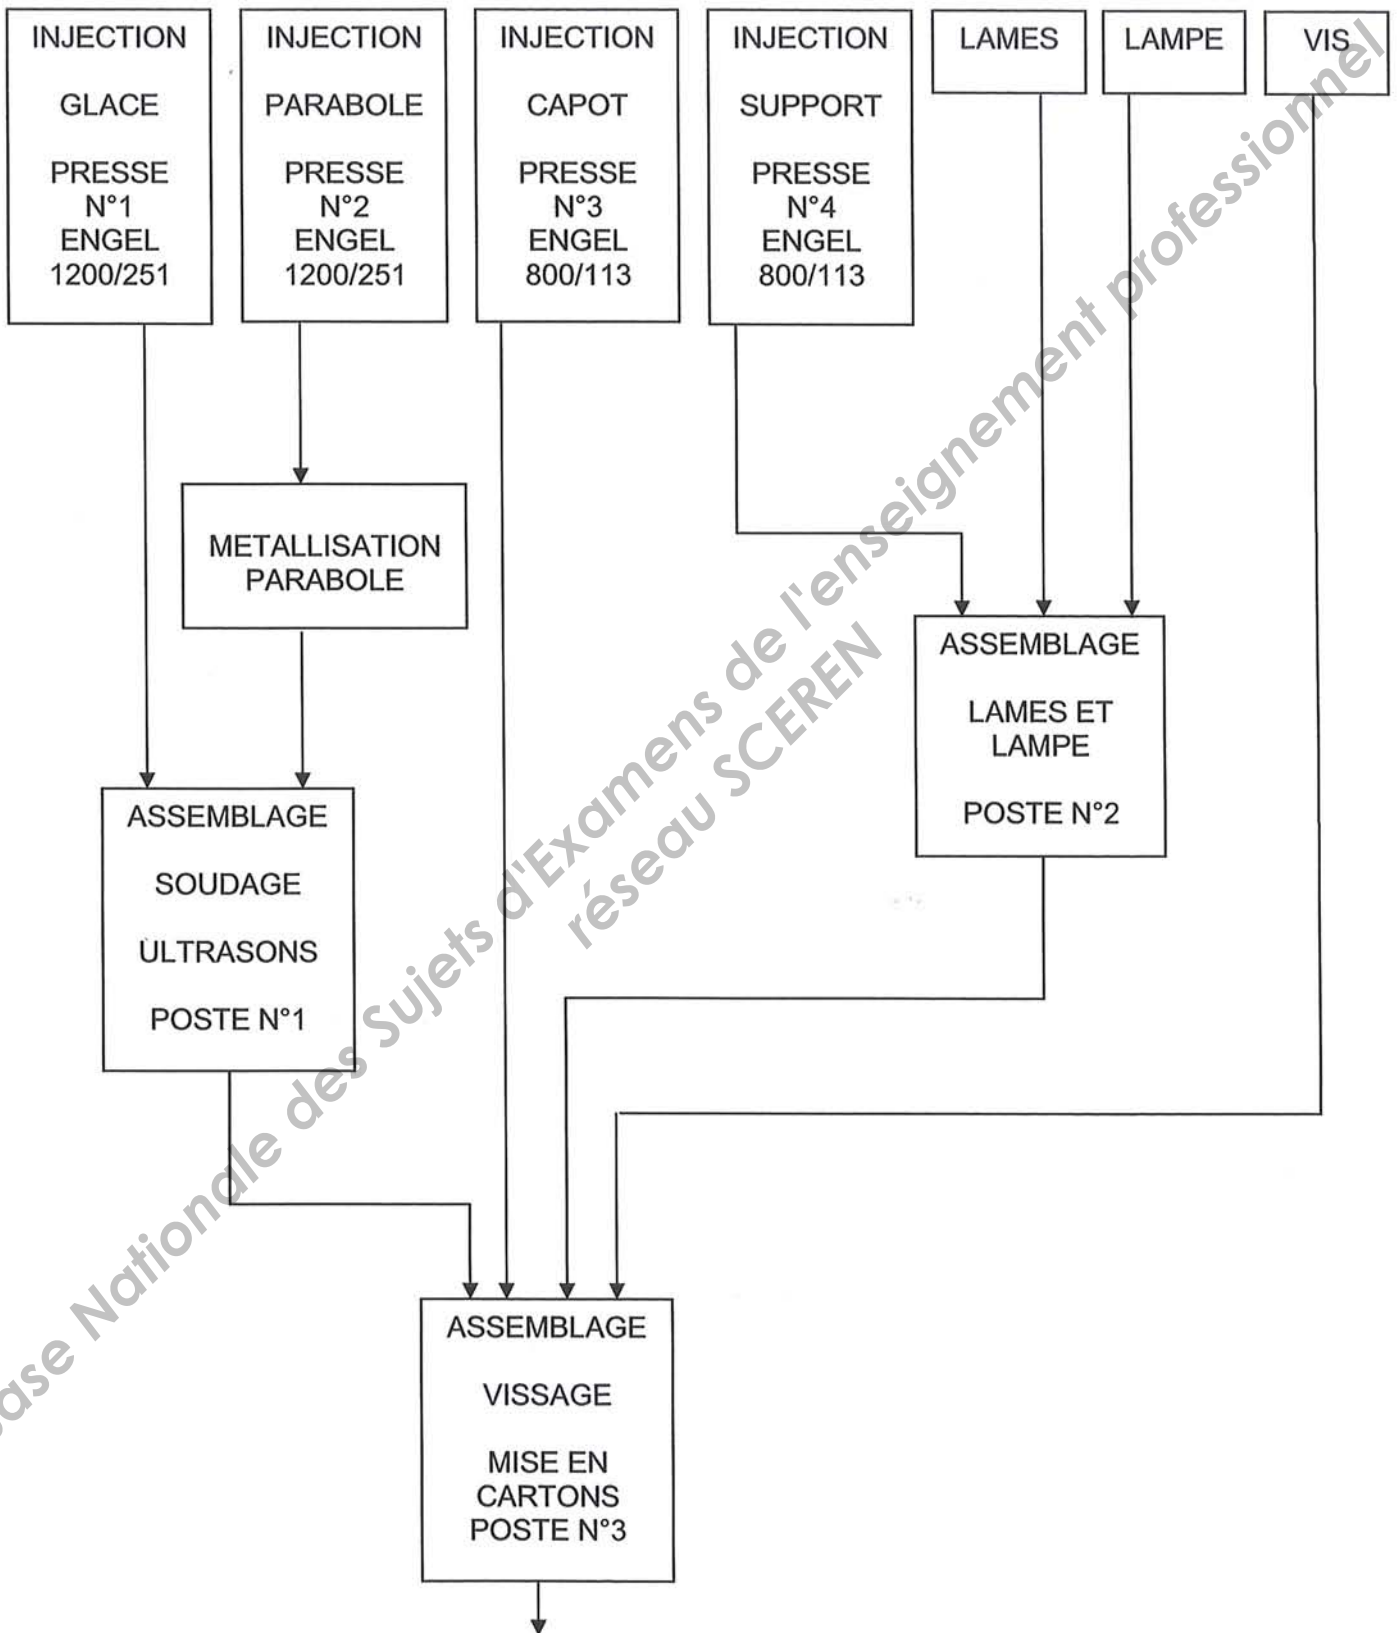 INJECTION
GLACE
PRESSE
N°1
ENGEL
1200/251
INJECTION
PARABOLE
PRESSE
N°2
ENGEL
1200/251
INJECTION
CAPOT
PRESSE
N°3
ENGEL
800/113
INJECTION
SUPPORT
PRESSE
N°4
ENGEL
800/113
LAMES
LAMPE
VIS
METALLISATION
PARABOLE
ASSEMBLAGE
LAMES ET
LAMPE
POSTE N°2
ASSEMBLAGE
SOUDAGE
ULTRASONS
POSTE N°1
ASSEMBLAGE
VISSAGE
MISE EN
CARTONS
POSTE N°3
Nationale des Sujets d'Examens de l'enseignement professionnel
réseau SCEREN